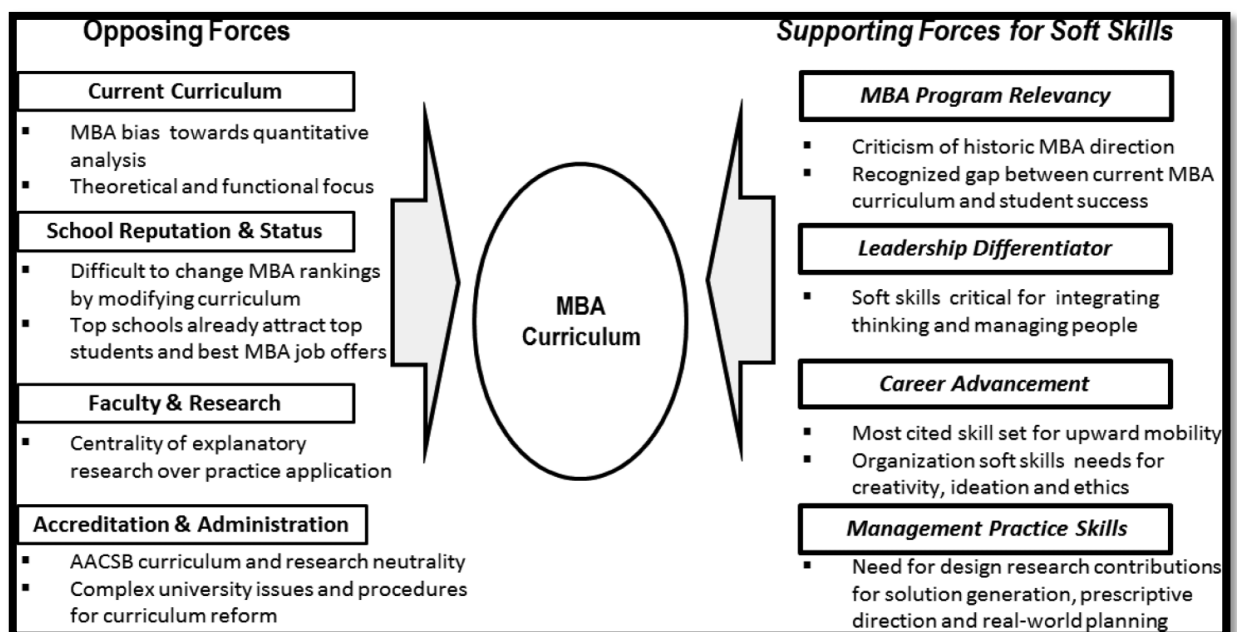 Opposing Forces
Current Curriculum
▪ MBA bias towards quantitative
analysis
▪ Theoretical and functional focus
School Reputation & Status
▪ Difficult to change MBA rankings
by modifying curriculum
▪ Top schools already attract top
students and best MBA job offers
Faculty & Research
▪ Centrality of explanatory
research over practice application
Accreditation & Administration
▪ AACSB curriculum and research neutrality
▪ Complex university issues and procedures
for curriculum reform
MBA
Curriculum
Supporting Forces for Soft Skills
MBA Program Relevancy
▪ Criticism of historic MBA direction
▪ Recognized gap between current MBA
curriculum and student success
Leadership Differentiator
▪ Soft skills critical for integrating
thinking and managing people
Career Advancement
▪ Most cited skill set for upward mobility
▪ Organization soft skills needs for
creativity, ideation and ethics
Management Practice Skills
▪ Need for design research contributions
for solution generation, prescriptive
direction and real-world planning